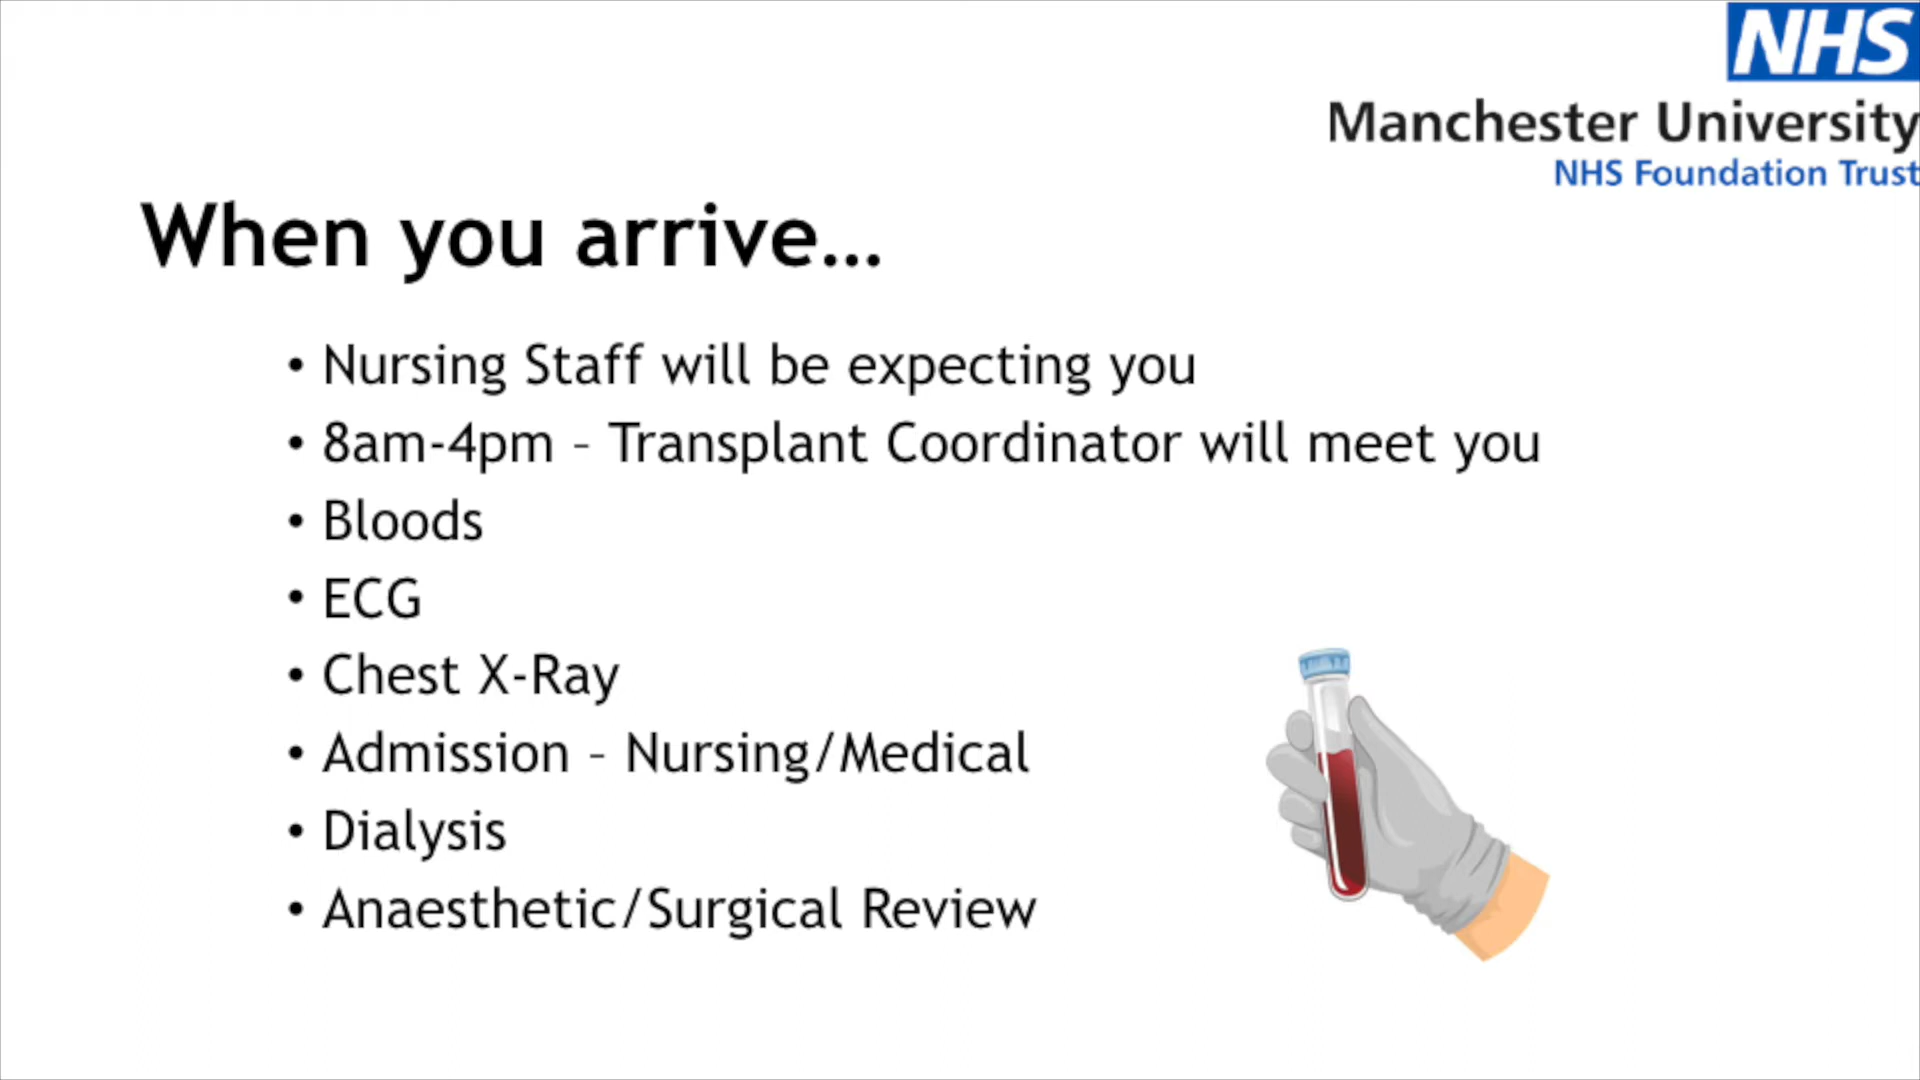 NHS
Manchester University
NHS Foundation Trust
When you arrive...
• Nursing Staff will be expecting you
• 8am-4pm – Transplant Coordinator will meet you
• Bloods
• ECG
• Chest X-Ray
• Admission – Nursing/Medical
• Dialysis
• Anaesthetic/Surgical Review